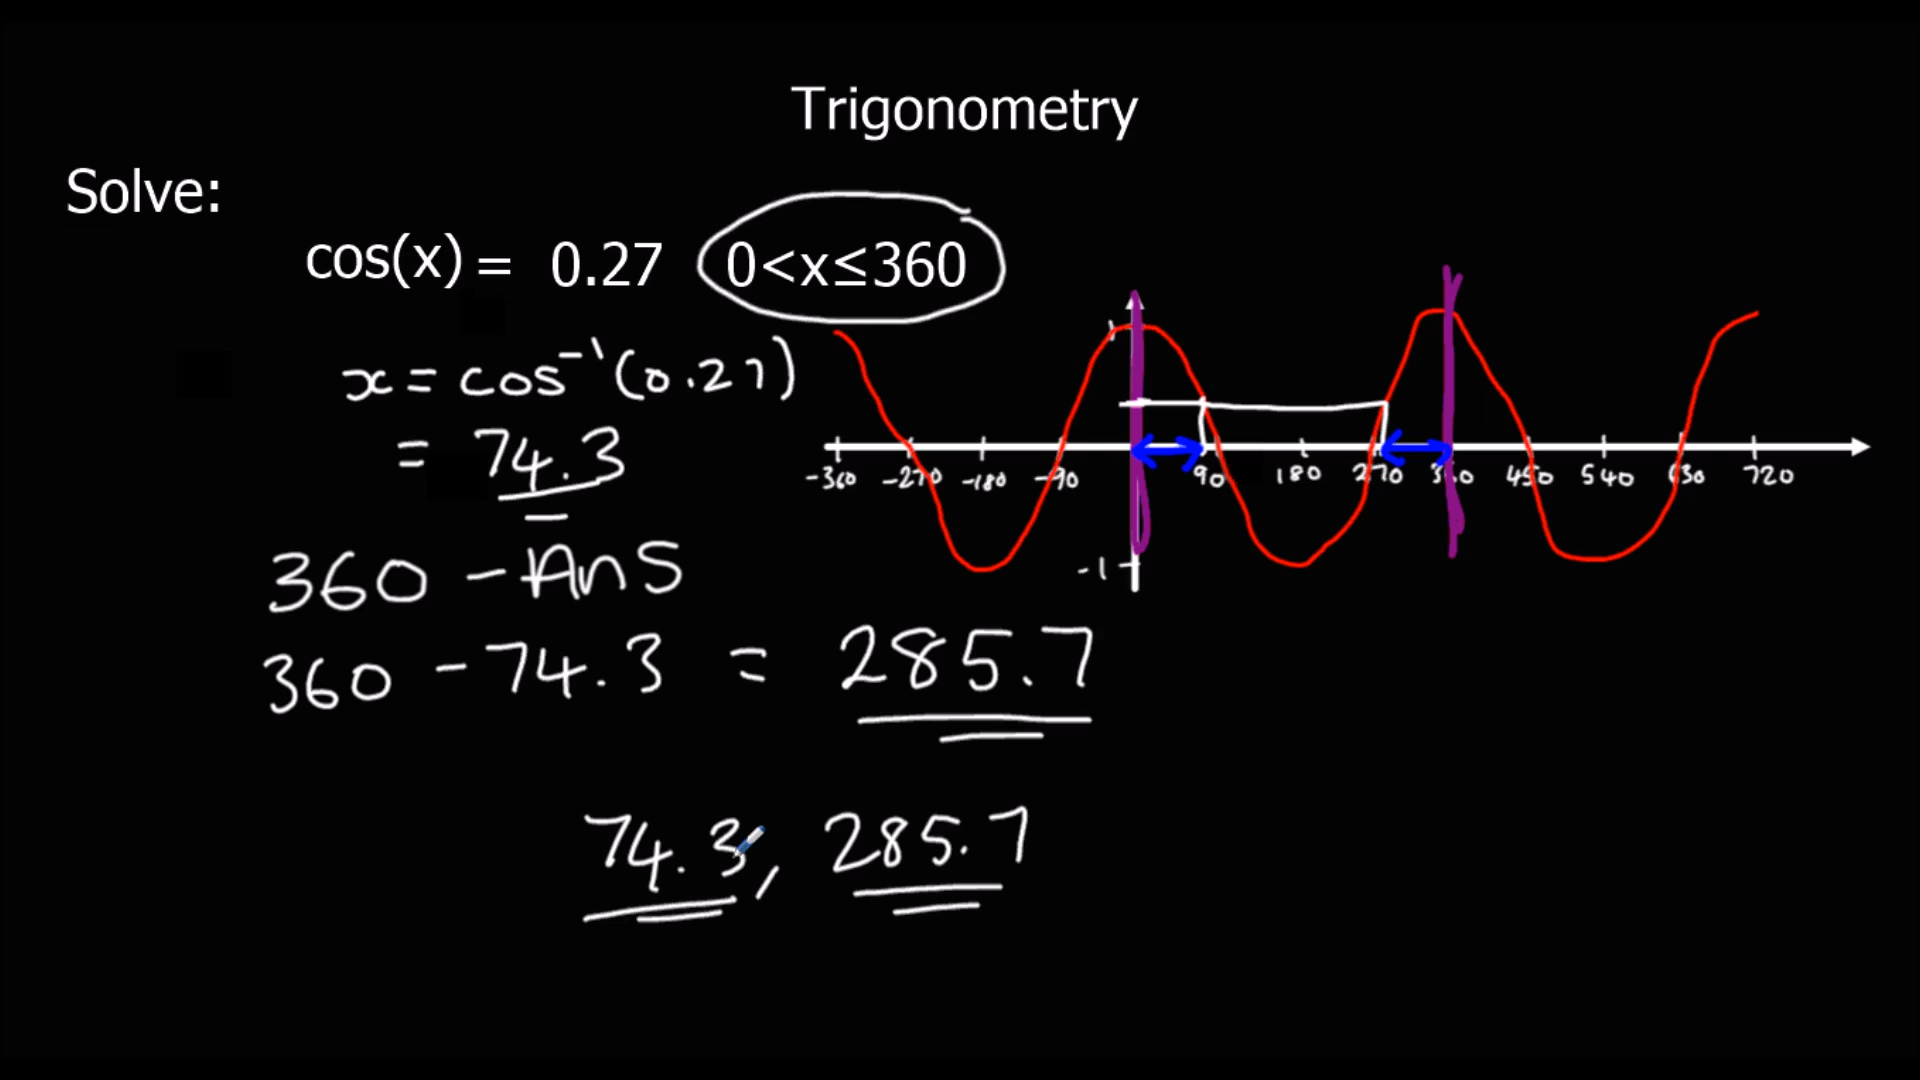 Trigonometry
Solve:
cos(x) = 0.27 0<x≤360
x = cos⁻¹(0.27)
= 74.3
360 - Ans
360 - 74.3 = 285.7
74.3, 285.7
1
-360 -270 -180 -90 90 180 270 360 450 540 630 720
-1